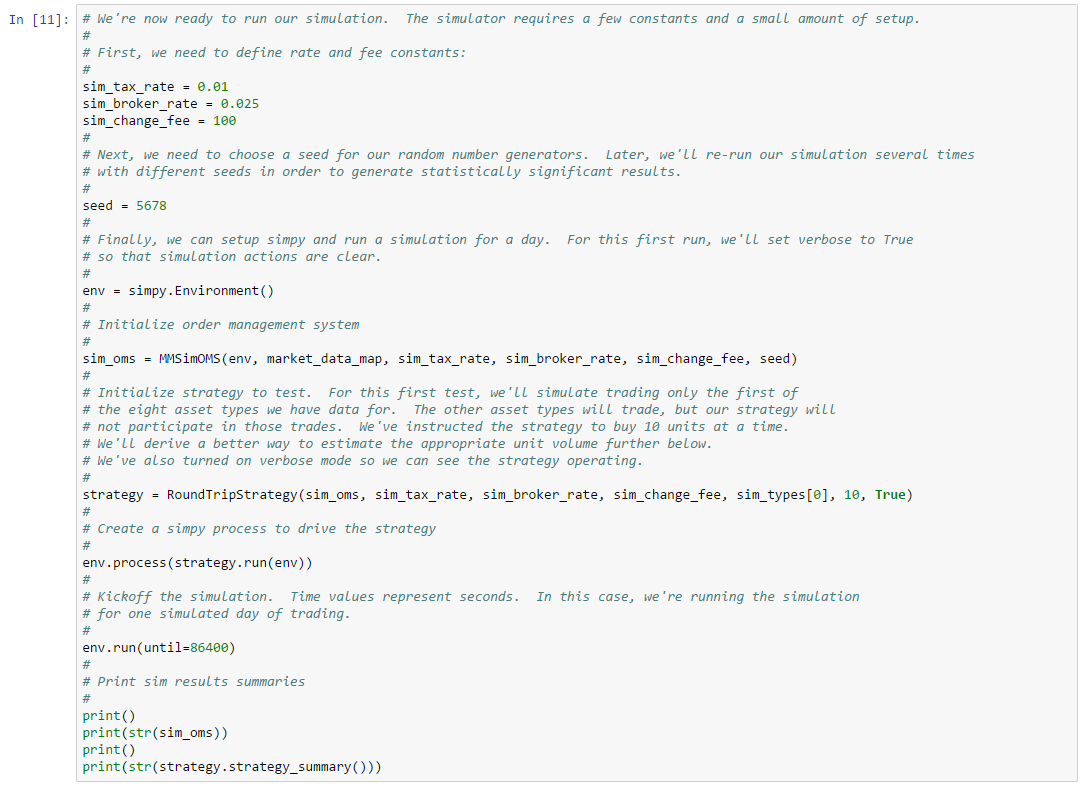 In [11]: # We're now ready to run our simulation.  The simulator requires a few constants and a small amount of setup.
#
# First, we need to define rate and fee constants:
#
sim_tax_rate = 0.01
sim_broker_rate = 0.025
sim_change_fee = 100
#
# Next, we need to choose a seed for our random number generators.  Later, we'll re-run our simulation several times
# with different seeds in order to generate statistically significant results.
#
seed = 5678
#
# Finally, we can setup simpy and run a simulation for a day.  For this first run, we'll set verbose to True
# so that simulation actions are clear.
#
env = simpy.Environment()
#
# Initialize order management system
#
sim_oms = MMSimOMS(env, market_data_map, sim_tax_rate, sim_broker_rate, sim_change_fee, seed)
#
# Initialize strategy to test.  For this first test, we'll simulate trading only the first of
# the eight asset types we have data for.  The other asset types will trade, but our strategy will
# not participate in those trades.  We've instructed the strategy to buy 10 units at a time.
# We'll derive a better way to estimate the appropriate unit volume further below.
# We've also turned on verbose mode so we can see the strategy operating.
#
strategy = RoundTripStrategy(sim_oms, sim_tax_rate, sim_broker_rate, sim_change_fee, sim_types[0], 10, True)
#
# Create a simpy process to drive the strategy
#
env.process(strategy.run(env))
#
# Kickoff the simulation.  Time values represent seconds.  In this case, we're running the simulation
# for one simulated day of trading.
#
env.run(until=86400)
#
# Print sim results summaries
#
print()
print(str(sim_oms))
print()
print(str(strategy.strategy_summary()))